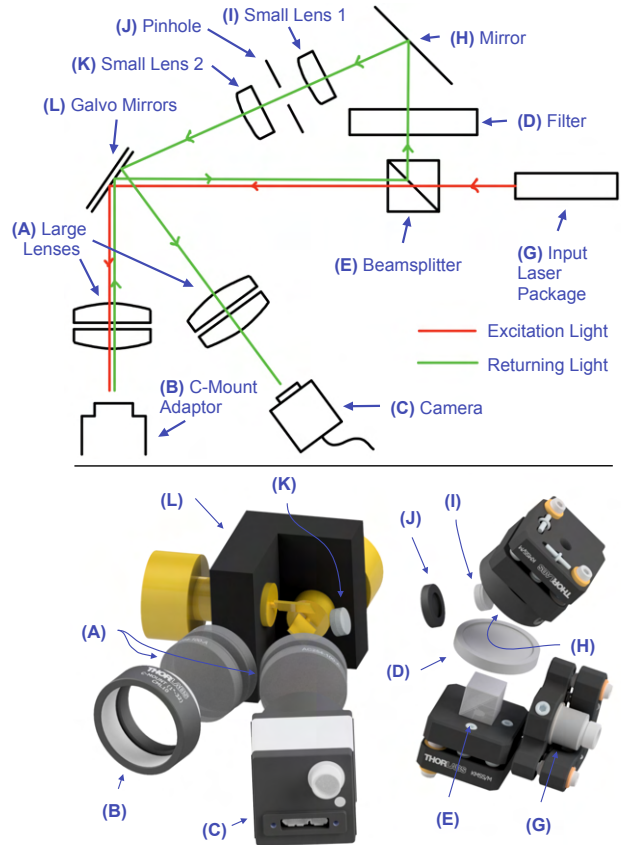 (I) Small Lens 1
(J) Pinhole
(H) Mirror
(K) Small Lens 2
(L) Galvo Mirrors
(D) Filter
(A) Large
Lenses
(E) Beamsplitter
(G) Input
Laser
Package
Excitation Light
Returning Light
(B) C-Mount
Adaptor
(C) Camera
(K)
(L)
(I)
(J)
(A)
(H)
(D)
THORLABS
THORLABS
KM05/M
(B)
(C)
(E)
(G)